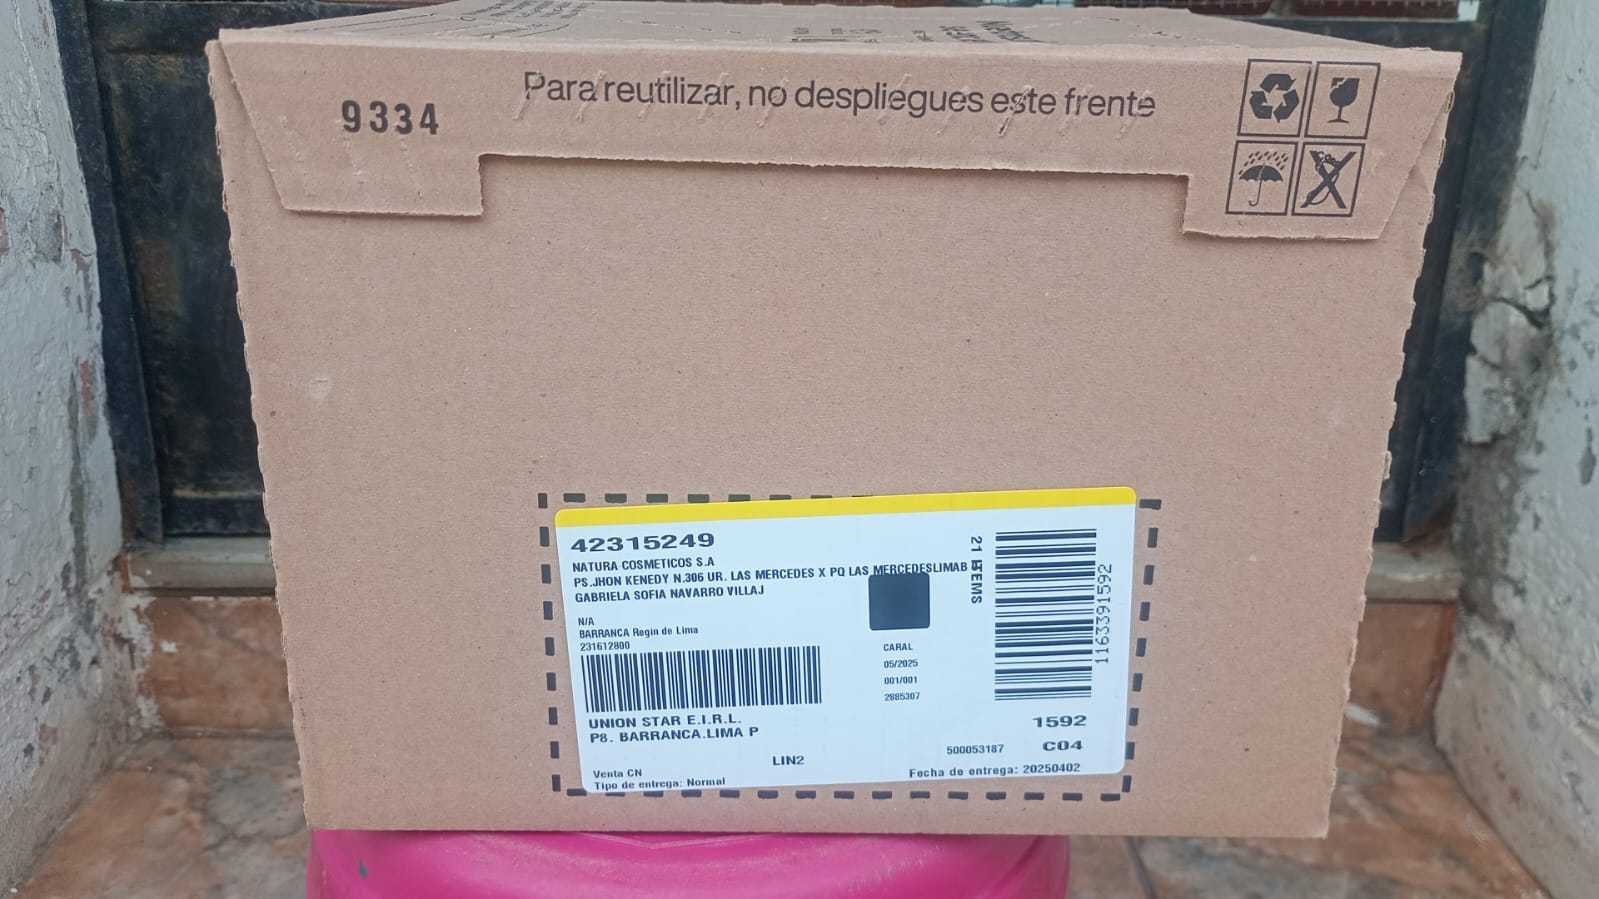 9334
Para reutilizar, no despliegues este frente
42315249
NATURA COSMETICOS S.A
PS.JHON KENEDY N.306 UR. LAS MERCEDES X PQ LAS MERCEDESLIMAB
GABRIELA SOFIA NAVARRO VILLAJ
N/A
BARRANCA Regin de Lima
231612800
UNION STAR E.I.R.L.
P8. BARRANCA.LIMA P
LIN2
Venta CN
Tipo de entrega: Normal
CARAL
05/2025
001/001
2885307
21 ITEMS
1163391592
1592
500053187 C04
Fecha de entrega: 20250402